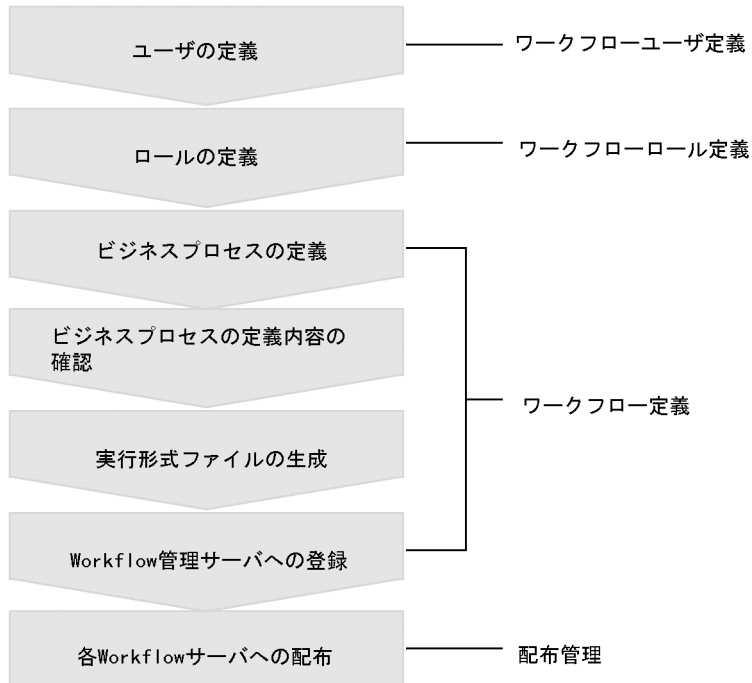 ユーザの定義
ワークフローユーザ定義
ロールの定義
ワークフローロール定義
ビジネスプロセスの定義
ビジネスプロセスの定義内容の
確認
ワークフロー定義
実行形式ファイルの生成
Workflow管理サーバへの登録
各Workflowサーバへの配布
配布管理